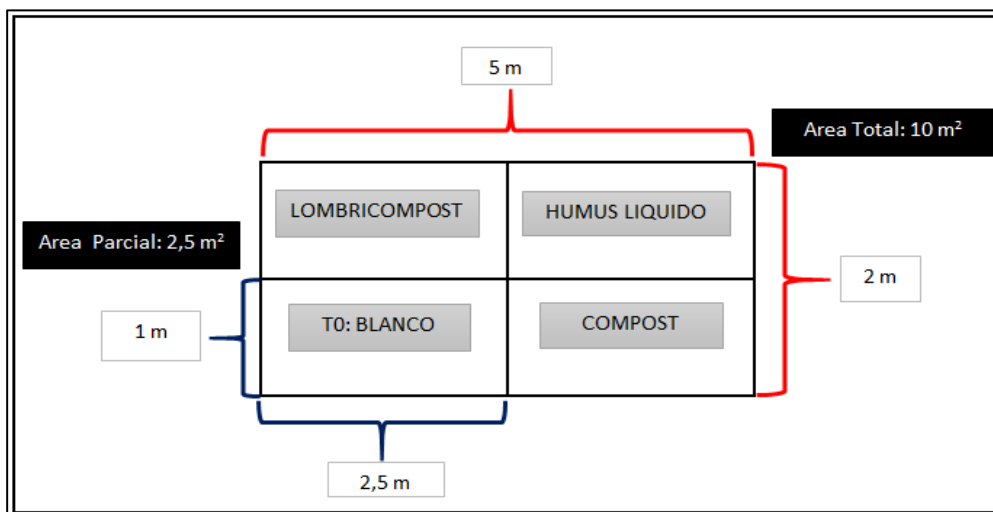 5 m
Area Total: 10 m²
LOMBRICOMPOST
HUMUS LIQUIDO
Area Parcial: 2,5 m²
2 m
1 m
T0: BLANCO
COMPOST
2,5 m